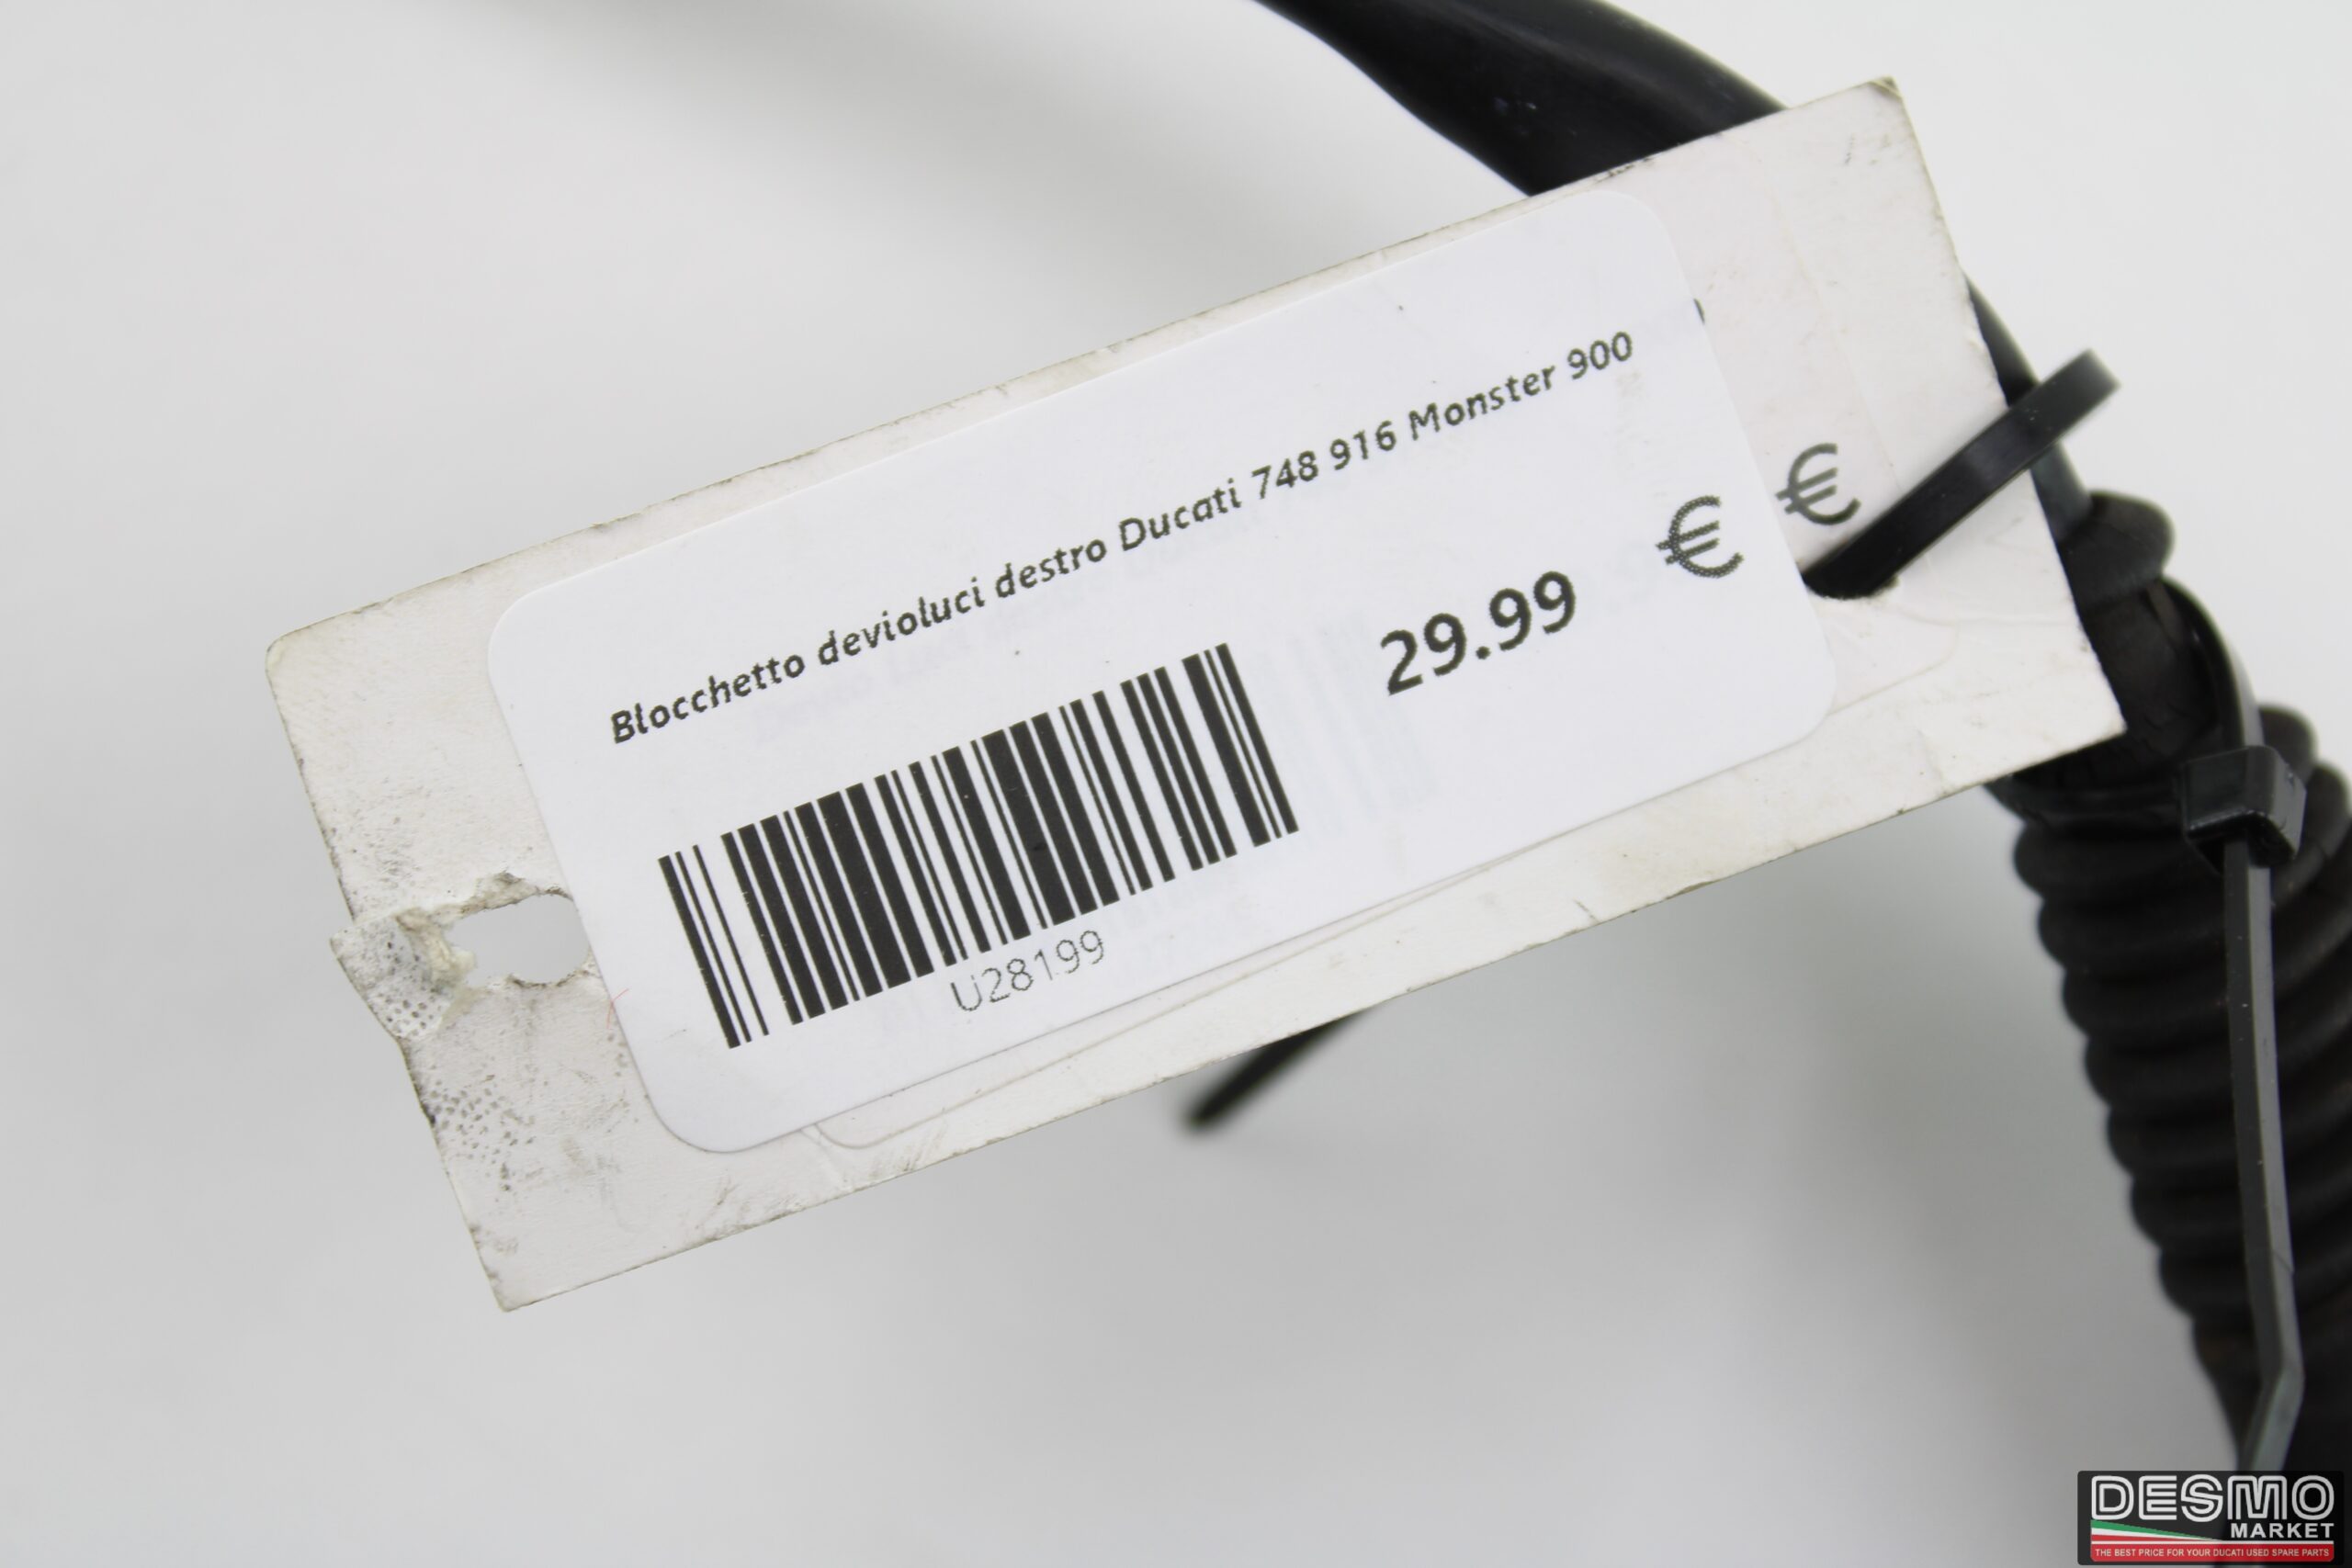 Blocchetto devioluci destro Ducati 748 916 Monster 900
29.99 €
€
U28199
DESMO
MARKET
THE BEST PRICE FOR YOUR DUCATI USED SPARE PARTS